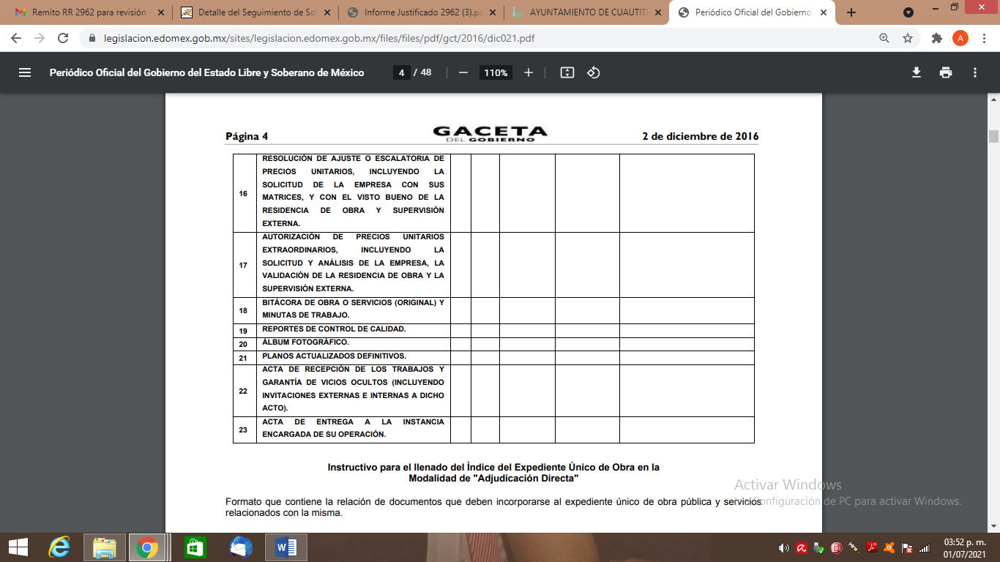 Remito RR 2962 para revisión
Detalle del Seguimiento de So
Informe Justificado 2962 (3).pd
AYUNTAMIENTO DE CUAUTIT
Periódico Oficial del Gobierno
legislacion.edomex.gob.mx/sites/legislacion.edomex.gob.mx/files/files/pdf/gct/2016/dic021.pdf
A
Periódico Oficial del Gobierno del Estado Libre y Soberano de México
4 / 48
110%
Página 4
GACETA
DEL GOBIERNO
2 de diciembre de 2016
16
RESOLUCIÓN DE AJUSTE O ESCALATORIA DE
PRECIOS UNITARIOS, INCLUYENDO LA
SOLICITUD DE LA EMPRESA CON SUS
MATRICES, Y CON EL VISTO BUENO DE LA
RESIDENCIA DE OBRA Y SUPERVISIÓN
EXTERNA.
17
AUTORIZACIÓN DE PRECIOS UNITARIOS
EXTRAORDINARIOS, INCLUYENDO LA
SOLICITUD Y ANÁLISIS DE LA EMPRESA, LA
VALIDACIÓN DE LA RESIDENCIA DE OBRA Y LA
SUPERVISIÓN EXTERNA.
18
BITÁCORA DE OBRA O SERVICIOS (ORIGINAL) Y
MINUTAS DE TRABAJO.
19
REPORTES DE CONTROL DE CALIDAD.
20
ÁLBUM FOTOGRÁFICO.
21
PLANOS ACTUALIZADOS DEFINITIVOS.
22
ACTA DE RECEPCIÓN DE LOS TRABAJOS Y
GARANTÍA DE VICIOS OCULTOS (INCLUYENDO
INVITACIONES EXTERNAS E INTERNAS A DICHO
ACTO).
23
ACTA DE ENTREGA A LA INSTANCIA
ENCARGADA DE SU OPERACIÓN.
Instructivo para el llenado del Índice del Expediente Único de Obra en la
Modalidad de "Adjudicación Directa"
Formato que contiene la relación de documentos que deben incorporarse al expediente único de obra pública y servicios
relacionados con la misma.
Activar Windows
Configuración de PC para activar Windows.
03:52 p. m.
01/07/2021